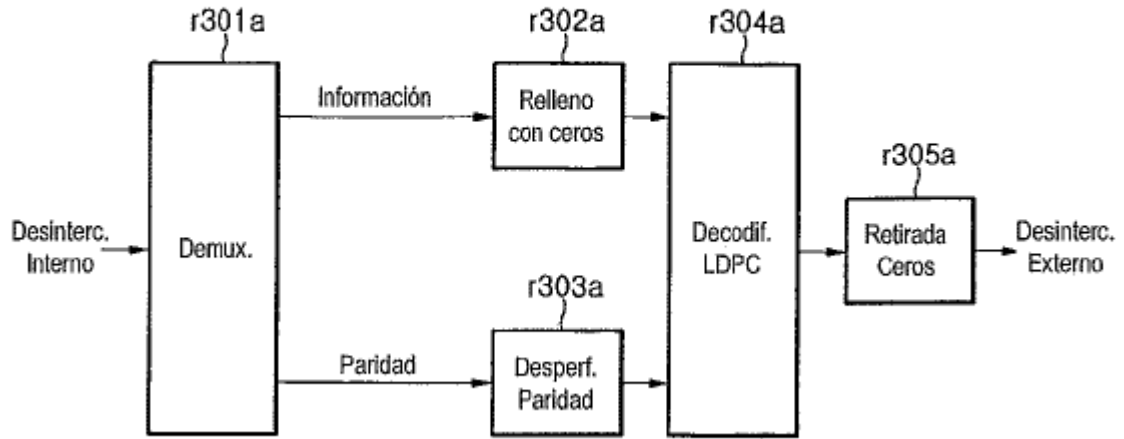 r301a
r302a
r304a
Información
Relleno
con ceros
r305a
Desinterc.
Interno
Demux.
Decodif.
LDPC
Retirada
Ceros
Desinterc.
Externo
r303a
Paridad
Desperf.
Paridad